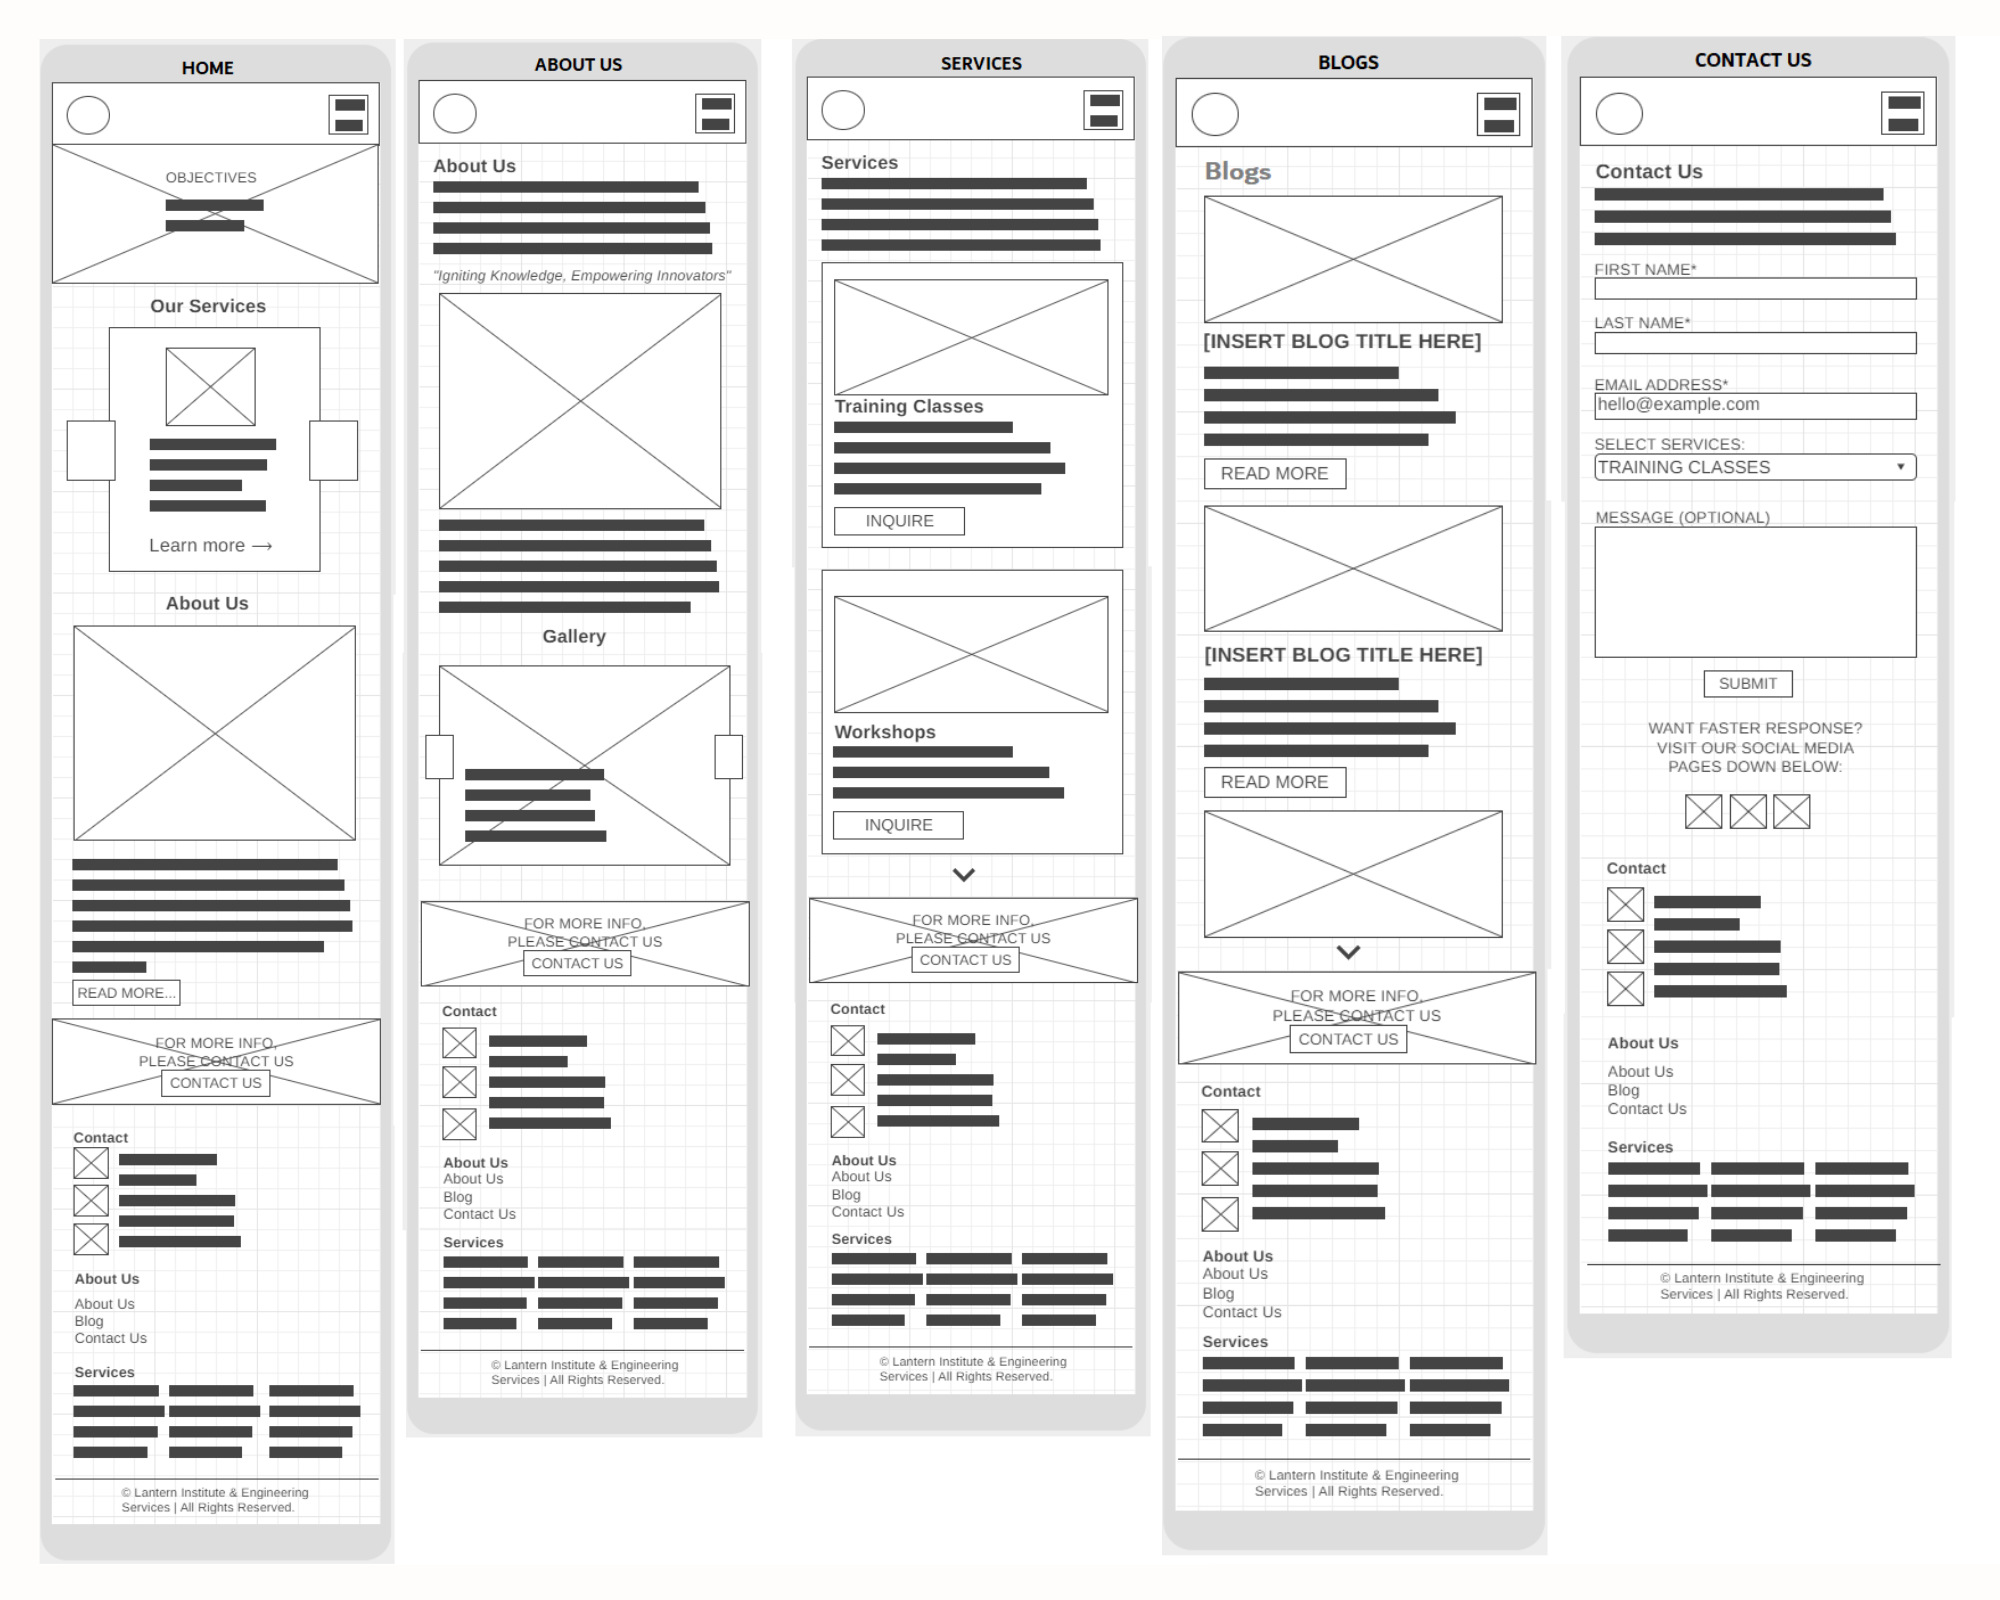 HOME
OBJECTIVES
Our Services
Learn more →
About Us
READ MORE...
FOR MORE INFO,
PLEASE CONTACT US
CONTACT US
Contact
About Us
About Us
Blog
Contact Us
Services
© Lantern Institute & Engineering
Services | All Rights Reserved.
ABOUT US
About Us
"Igniting Knowledge, Empowering Innovators"
Gallery
FOR MORE INFO,
PLEASE CONTACT US
CONTACT US
Contact
About Us
About Us
Blog
Contact Us
Services
© Lantern Institute & Engineering
Services | All Rights Reserved.
SERVICES
Services
Training Classes
INQUIRE
Workshops
INQUIRE
FOR MORE INFO,
PLEASE CONTACT US
CONTACT US
Contact
About Us
About Us
Blog
Contact Us
Services
© Lantern Institute & Engineering
Services | All Rights Reserved.
BLOGS
Blogs
[INSERT BLOG TITLE HERE]
READ MORE
[INSERT BLOG TITLE HERE]
READ MORE
FOR MORE INFO,
PLEASE CONTACT US
CONTACT US
Contact
About Us
About Us
Blog
Contact Us
Services
© Lantern Institute & Engineering
Services | All Rights Reserved.
CONTACT US
Contact Us
FIRST NAME*
LAST NAME*
EMAIL ADDRESS*
hello@example.com
SELECT SERVICES:
TRAINING CLASSES
MESSAGE (OPTIONAL)
SUBMIT
WANT FASTER RESPONSE?
VISIT OUR SOCIAL MEDIA
PAGES DOWN BELOW:
Contact
About Us
About Us
Blog
Contact Us
Services
© Lantern Institute & Engineering
Services | All Rights Reserved.